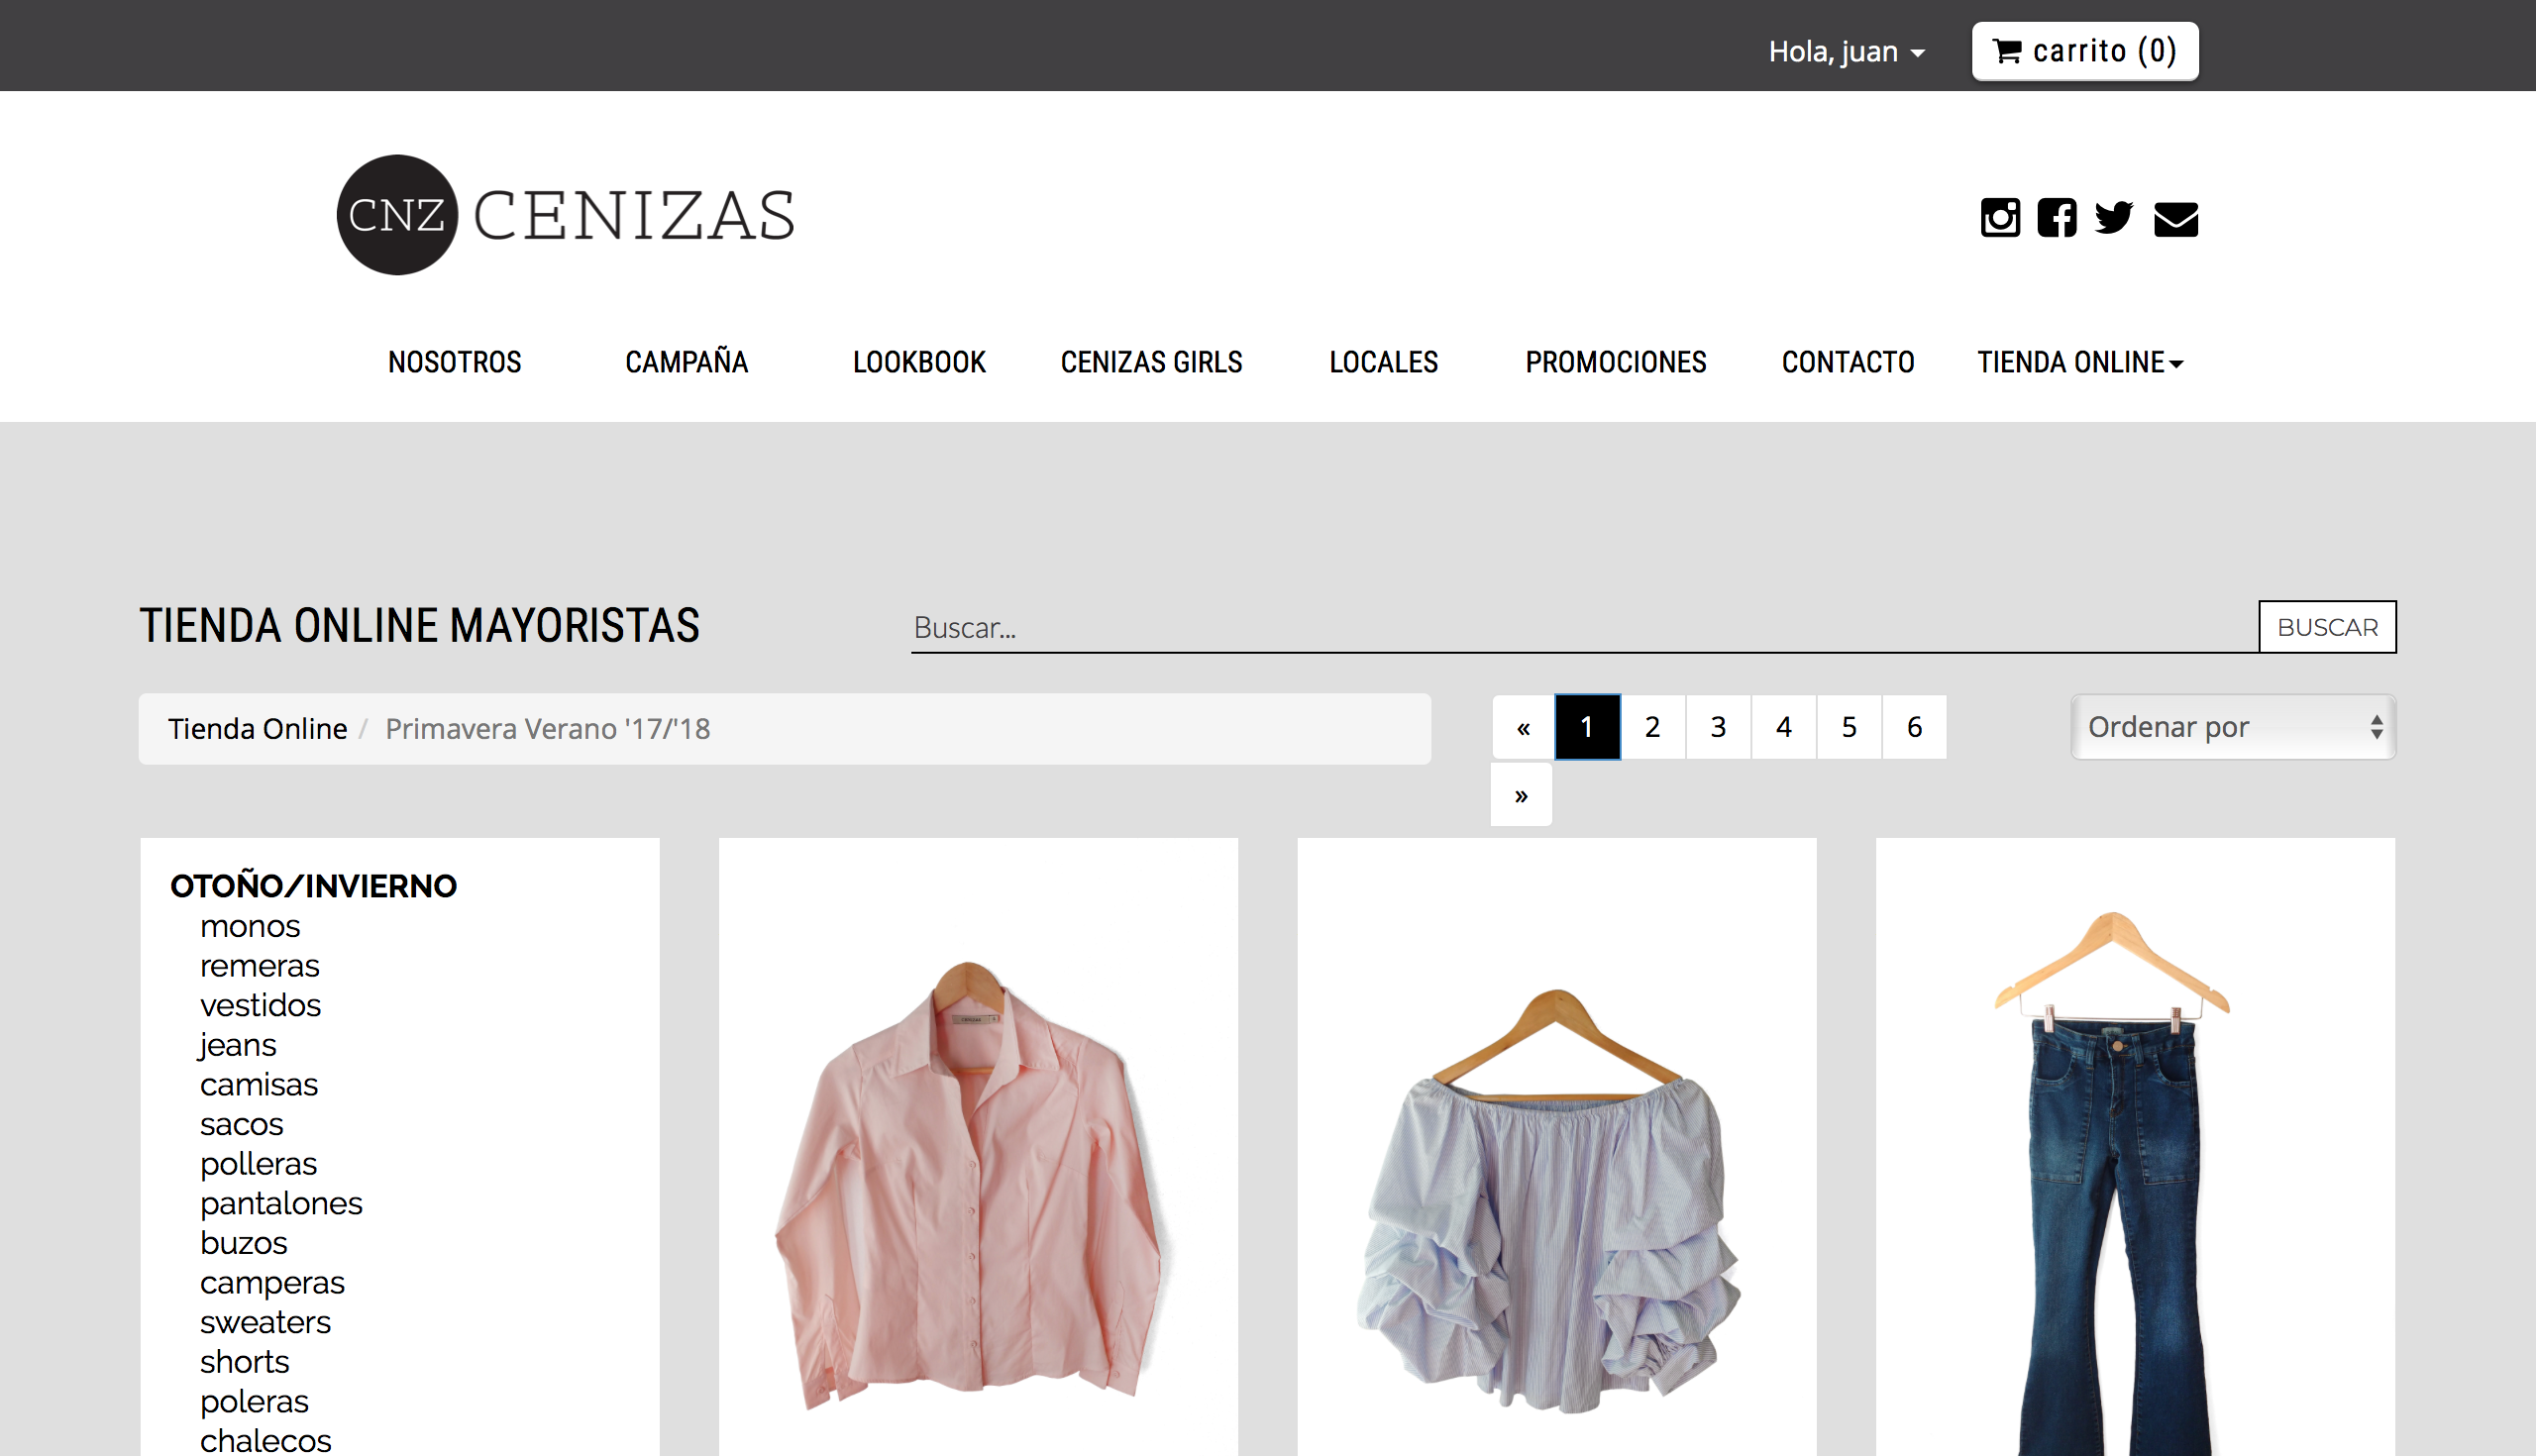 Hola, juan
carrito (0)
CNZ CENIZAS
NOSOTROS CAMPAÑA LOOKBOOK CENIZAS GIRLS LOCALES PROMOCIONES CONTACTO TIENDA ONLINE
TIENDA ONLINE MAYORISTAS
Buscar...
BUSCAR
Tienda Online / Primavera Verano '17/'18
« 1 2 3 4 5 6
»
Ordenar por
OTOÑO/INVIERNO
monos
remeras
vestidos
jeans
camisas
sacos
polleras
pantalones
buzos
camperas
sweaters
shorts
poleras
chalecos
CENIZAS